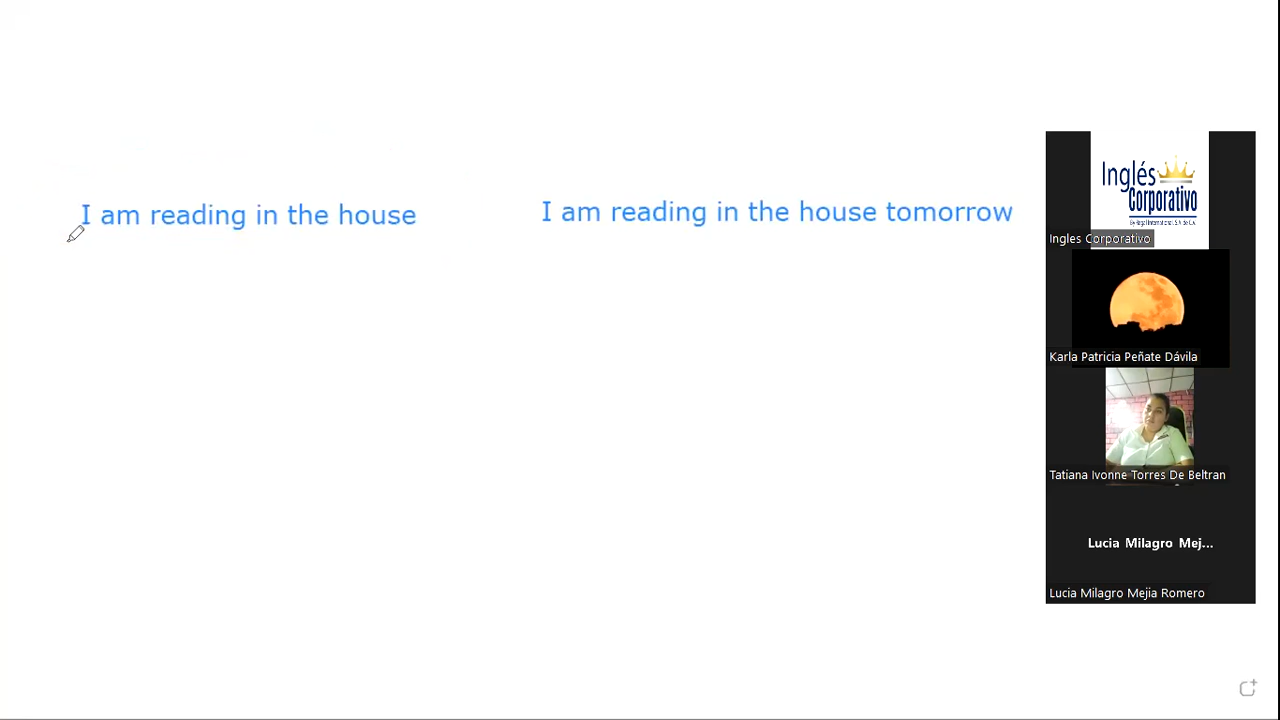 I am reading in the house
I am reading in the house tomorrow
Inglés
Corporativo
Ingles Corporativo
Karla Patricia Peñate Dávila
Tatiana Ivonne Torres De Beltran
Lucia Milagro Mej...
Lucia Milagro Mejia Romero